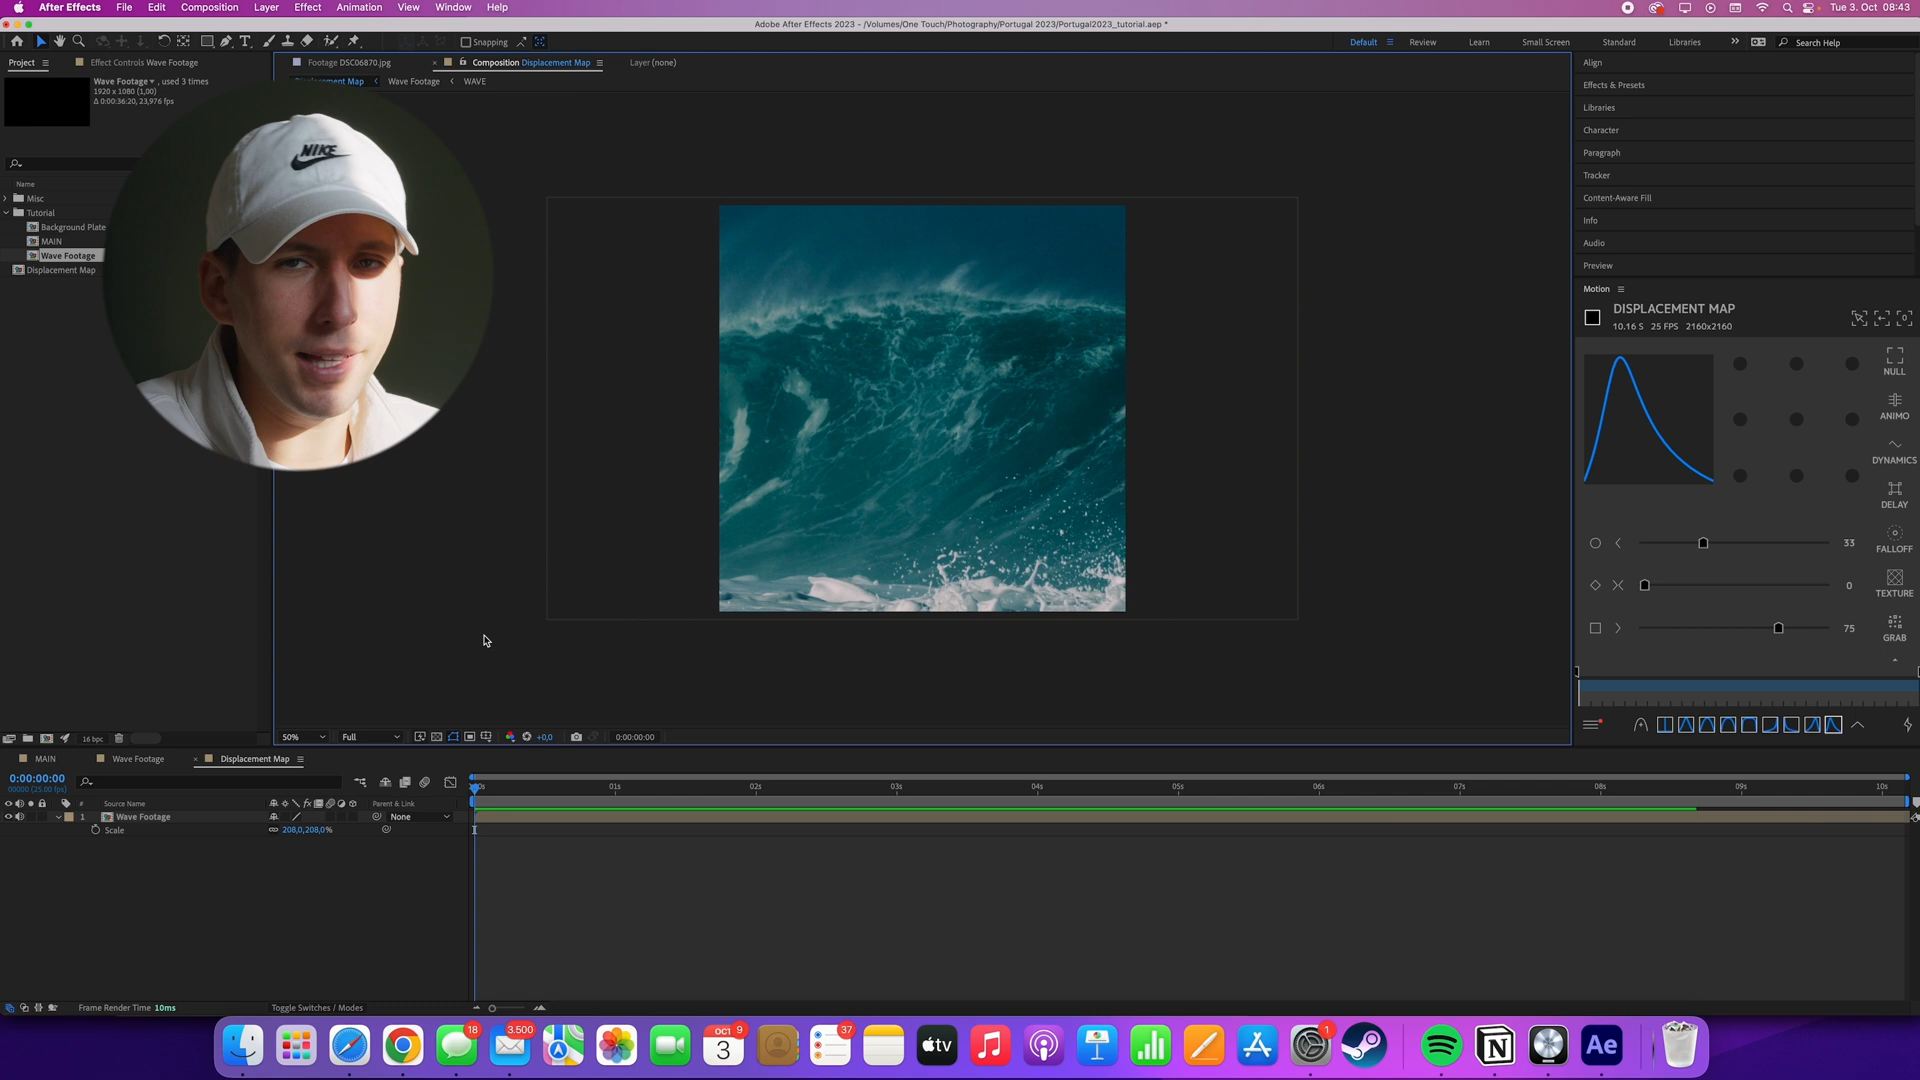 After Effects File Edit Composition Layer Effect Animation View Window Help Tue 3. Oct 08:43
Adobe After Effects 2023 - /Volumes/One Touch/Photography/Portugal 2023/Portugal2023_tutorial.aep *
Snapping Default Review Learn Small Screen Standard Libraries Search Help
Project Effect Controls Wave Footage Footage DSC06870.jpg Composition Displacement Map Layer (none)
Displacement Map Wave Footage WAVE
Wave Footage , used 3 times
1920 x 1080 (1,00)
Δ 0:00:36:20, 23,976 fps
NIKE
Name
Misc
Tutorial
Background Plate
MAIN
Wave Footage
Displacement Map
Align
Effects & Presets
Libraries
Character
Paragraph
Tracker
Content-Aware Fill
Info
Audio
Preview
Motion
DISPLACEMENT MAP
10.16 S 25 FPS 2160x2160
NULL
ANIMO
DYNAMICS
DELAY
33
FALLOFF
0
TEXTURE
75
GRAB
16 bpc 50% Full +0,0 0:00:00:00
MAIN Wave Footage Displacement Map
0:00:00:00
00000 (25.00 fps)
01s 02s 03s 04s 05s 06s 07s 08s 09s 10s
# Source Name Parent & Link
1 Wave Footage None
Scale 208,0,208,0%
Frame Render Time 10ms Toggle Switches / Modes
18 3.500 OCT 3 9 37 tv 1 N Ae